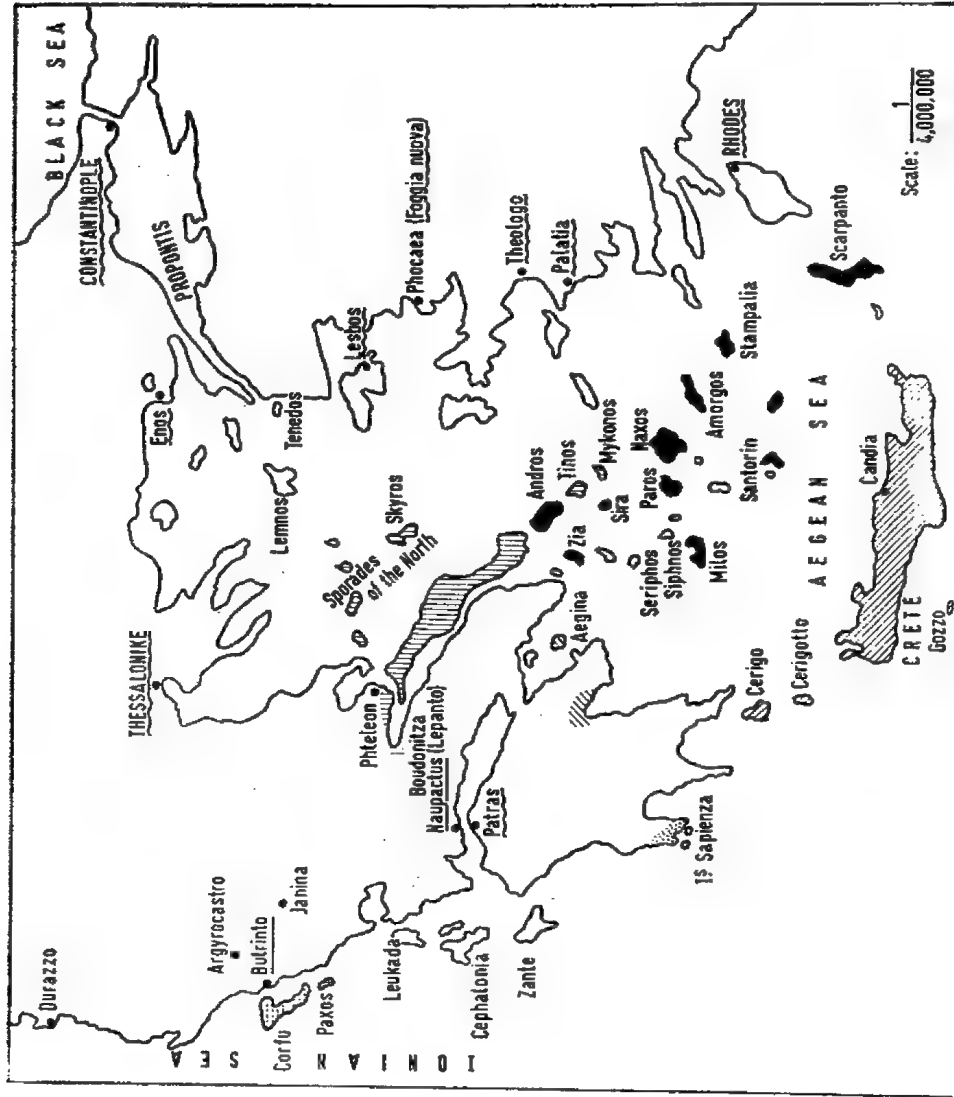 BLACK SEA
CONSTANTINOPLE
Durazzo
THESSALONIKE
Enos
PROPONTIS
Argyrocastro
Butrinto
Janina
Corfu
Paxos
IONIAN SEA
Lemnos
Tenedos
Lesbos
Sporades
of the North
Skyros
Phteleon
Phocaea (Foggia nuova)
Leukada
Boudonitza
Naupactus (Lepanto)
Patras
Cephalonia
Zante
Andros
Tinos
Theologo
Palatia
Zia
Aegina
Sira
Mykonos
Seriphos
Siphnos
Paros
Naxos
Milos
Amorgos
Stampalia
Santorin
RHODES
Is Sapienza
Cerigo
Cerigotto
AEGEAN SEA
Scarpanto
Candia
CRETE
Gozzo
Scale: 1
4,000,000